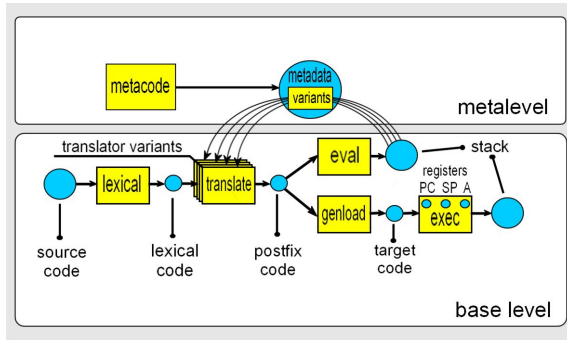 metacode
metadata
variants
metalevel
translator variants
eval
stack
lexical
translate
registers
PC SP A
genload
exec
source
code
lexical
code
postfix
code
target
code
base level